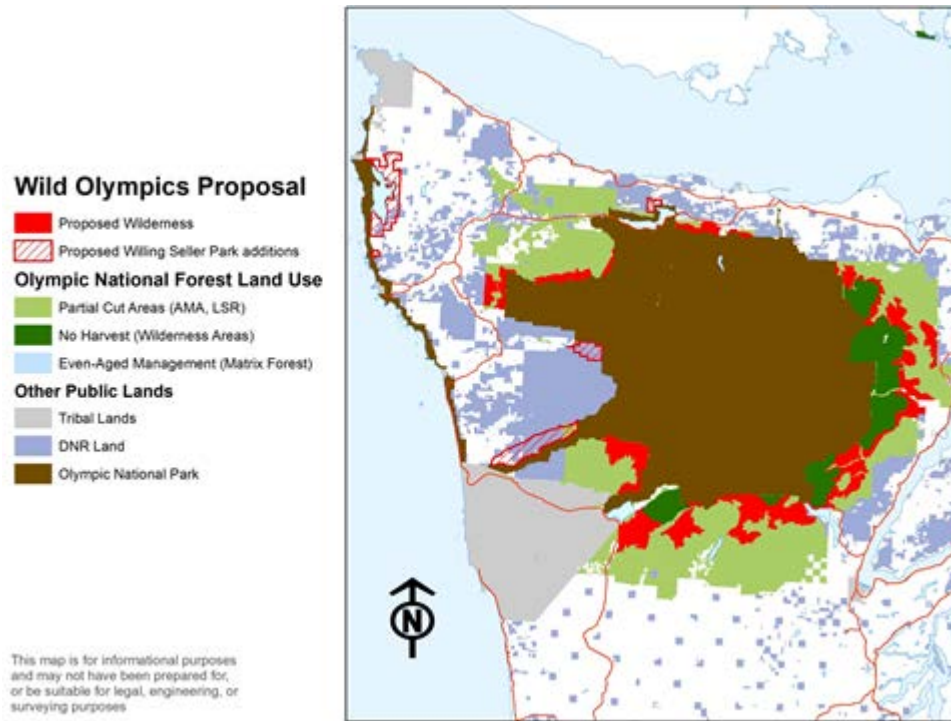 Wild Olympics Proposal
Proposed Wilderness
Proposed Willing Seller Park additions
Olympic National Forest Land Use
Partial Cut Areas (AMA, LSR)
No Harvest (Wilderness Areas)
Even-Aged Management (Matrix Forest)
Other Public Lands
Tribal Lands
DNR Land
Olympic National Park
N
This map is for informational purposes
and may not have been prepared for,
or be suitable for legal, engineering, or
surveying purposes